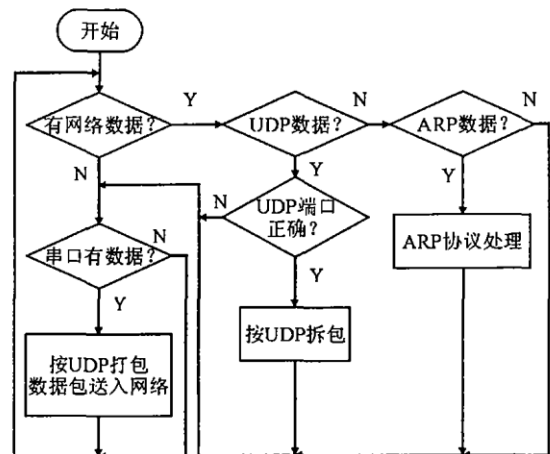 开始
有网络数据?
Y
UDP数据?
N
ARP数据?
N
N
Y
Y
N
UDP端口
正确?
ARP协议处理
串口有数据?
N
Y
Y
按UDP拆包
按UDP打包
数据包送入网络